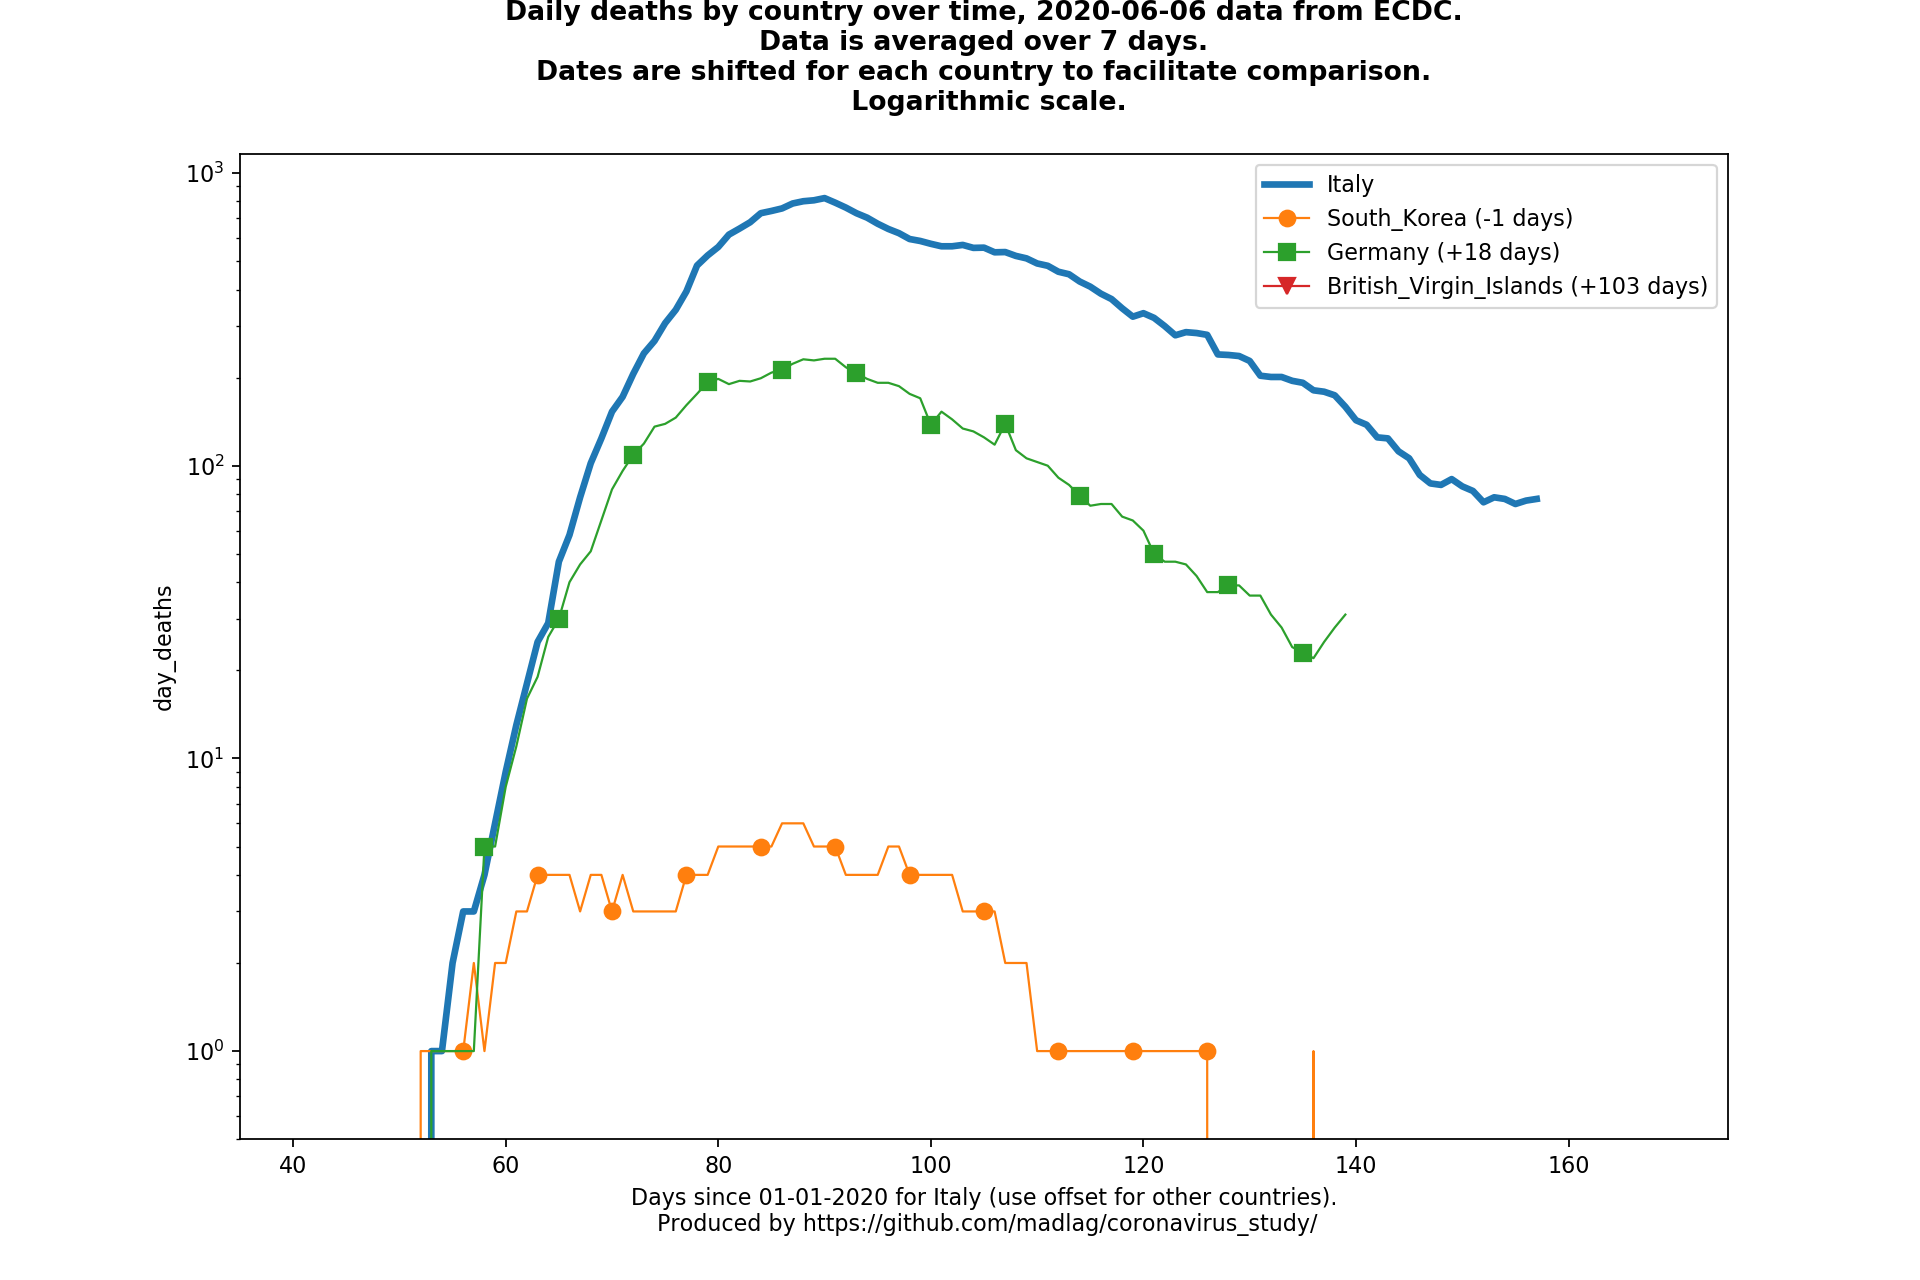 Daily deaths by country over time, 2020-06-06 data from ECDC.
Data is averaged over 7 days.
Dates are shifted for each country to facilitate comparison.
Logarithmic scale.
10³
Italy
South_Korea (-1 days)
Germany (+18 days)
British_Virgin_Islands (+103 days)
10²
day_deaths
10¹
10⁰
40 60 80 100 120 140 160
Days since 01-01-2020 for Italy (use offset for other countries).
Produced by https://github.com/madlag/coronavirus_study/